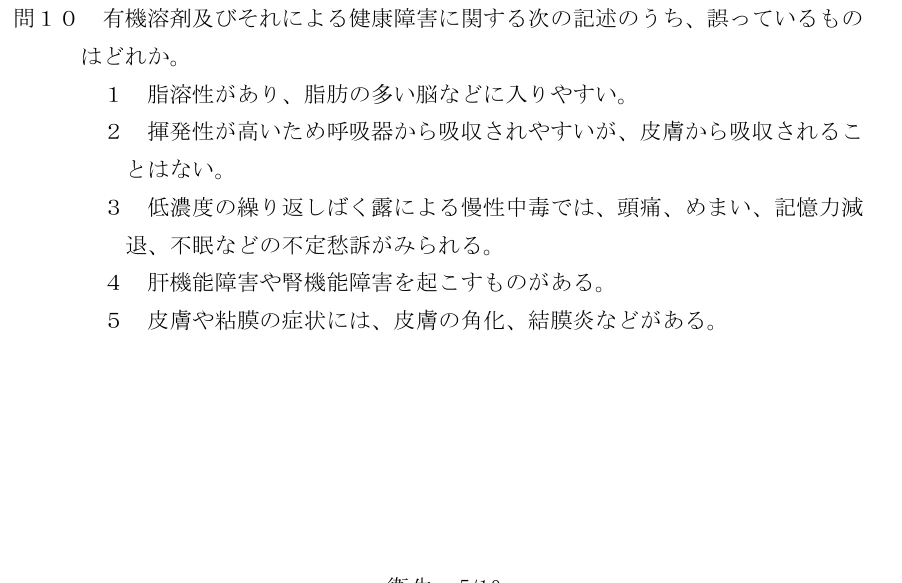 問１０　有機溶剤及びそれによる健康障害に関する次の記述のうち、誤っているもの
はどれか。
１　脂溶性があり、脂肪の多い脳などに入りやすい。
２　揮発性が高いため呼吸器から吸収されやすいが、皮膚から吸収されるこ
とはない。
３　低濃度の繰り返しばく露による慢性中毒では、頭痛、めまい、記憶力減
退、不眠などの不定愁訴がみられる。
４　肝機能障害や腎機能障害を起こすものがある。
５　皮膚や粘膜の症状には、皮膚の角化、結膜炎などがある。